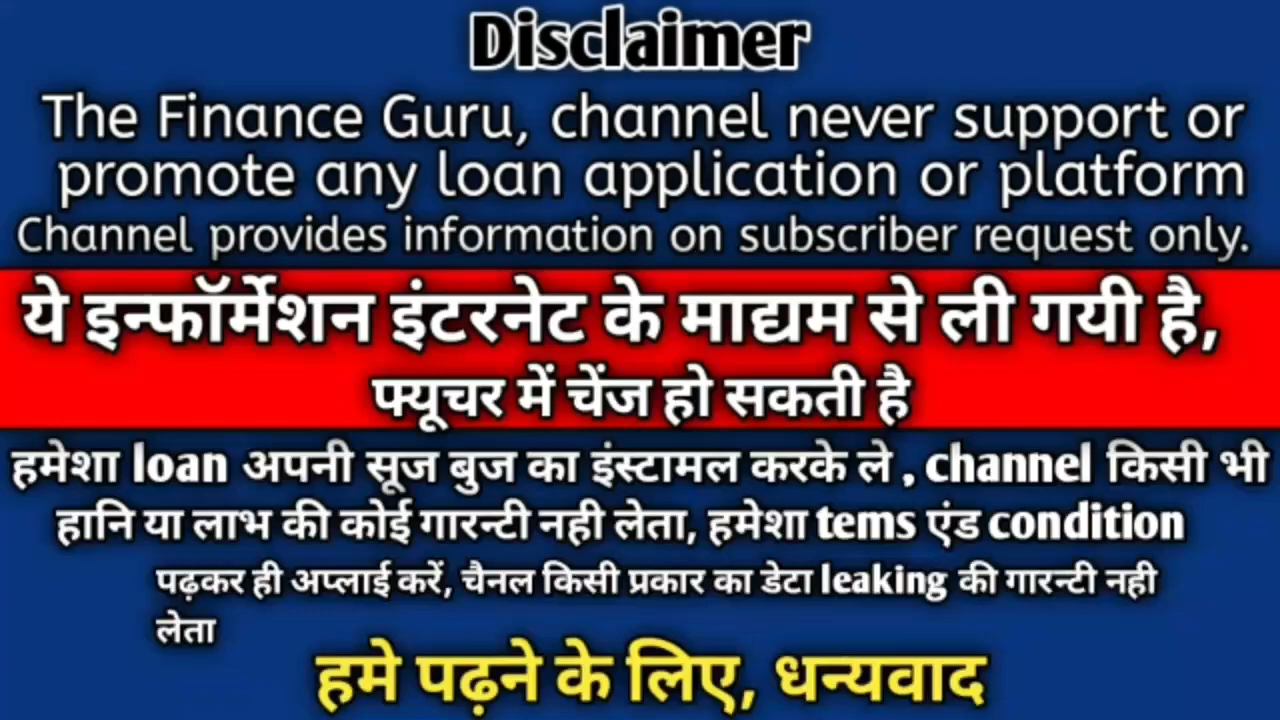 Disclaimer
The Finance Guru, channel never support or
promote any loan application or platform
Channel provides information on subscriber request only.
ये इन्फॉर्मेशन इंटरनेट के माद्यम से ली गयी है,
फ्यूचर में चेंज हो सकती है
हमेशा loan अपनी सूज बुज का इंस्टामल करके ले , channel किसी भी
हानि या लाभ की कोई गारन्टी नही लेता, हमेशा tems एंड condition
पढ़कर ही अप्लाई करें, चैनल किसी प्रकार का डेटा leaking की गारन्टी नही
लेता
हमे पढ़ने के लिए, धन्यवाद